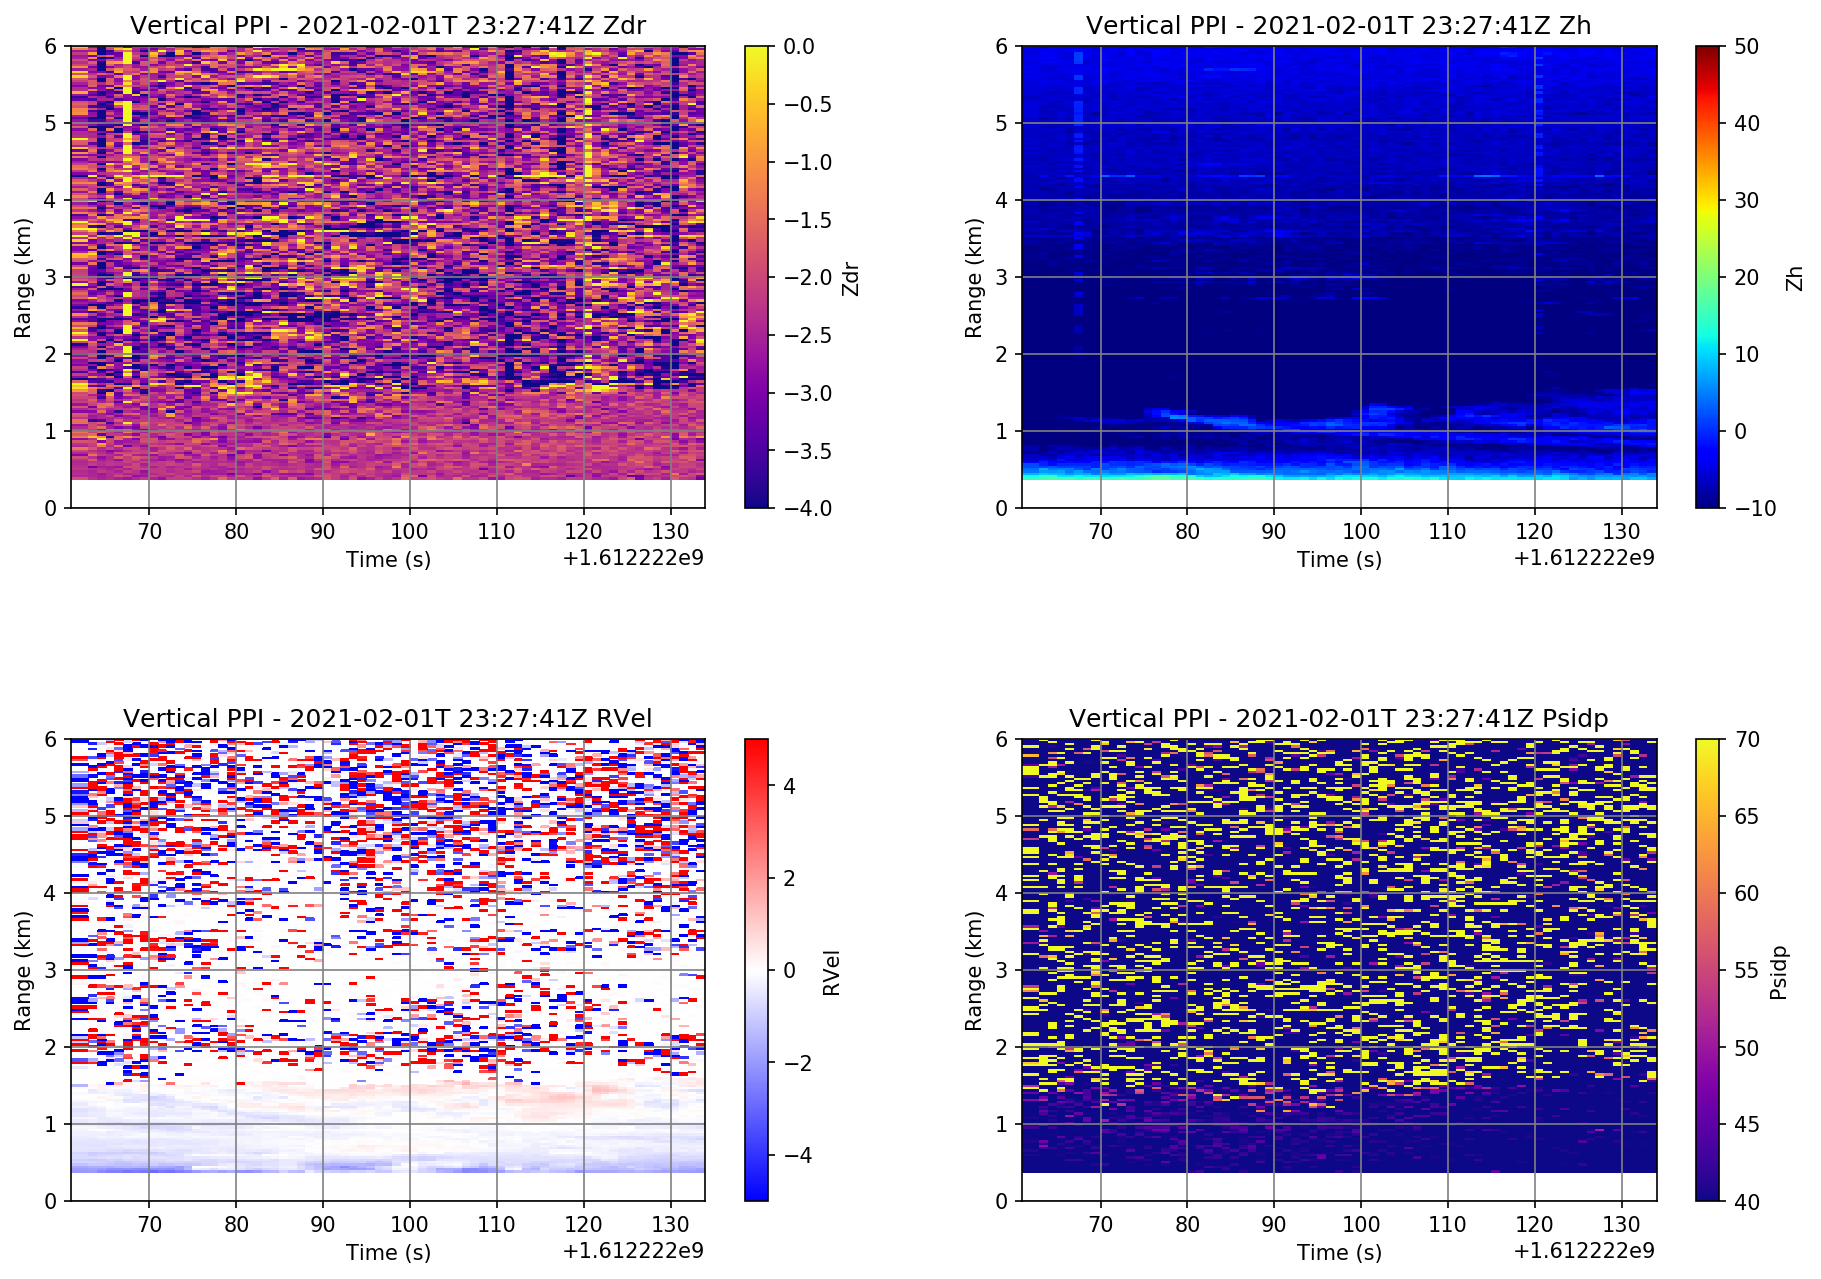 Vertical PPI - 2021-02-01T 23:27:41Z Zdr
6
5
4
3
2
1
0
Range (km)
70 80 90 100 110 120 130
Time (s)
+1.612222e9
0.0
−0.5
−1.0
−1.5
−2.0
−2.5
−3.0
−3.5
−4.0
Zdr
Vertical PPI - 2021-02-01T 23:27:41Z Zh
6
5
4
3
2
1
0
Range (km)
70 80 90 100 110 120 130
Time (s)
+1.612222e9
50
40
30
20
10
0
−10
Zh
Vertical PPI - 2021-02-01T 23:27:41Z RVel
6
5
4
3
2
1
0
Range (km)
70 80 90 100 110 120 130
Time (s)
+1.612222e9
4
2
0
−2
−4
RVel
Vertical PPI - 2021-02-01T 23:27:41Z Psidp
6
5
4
3
2
1
0
Range (km)
70 80 90 100 110 120 130
Time (s)
+1.612222e9
70
65
60
55
50
45
40
Psidp